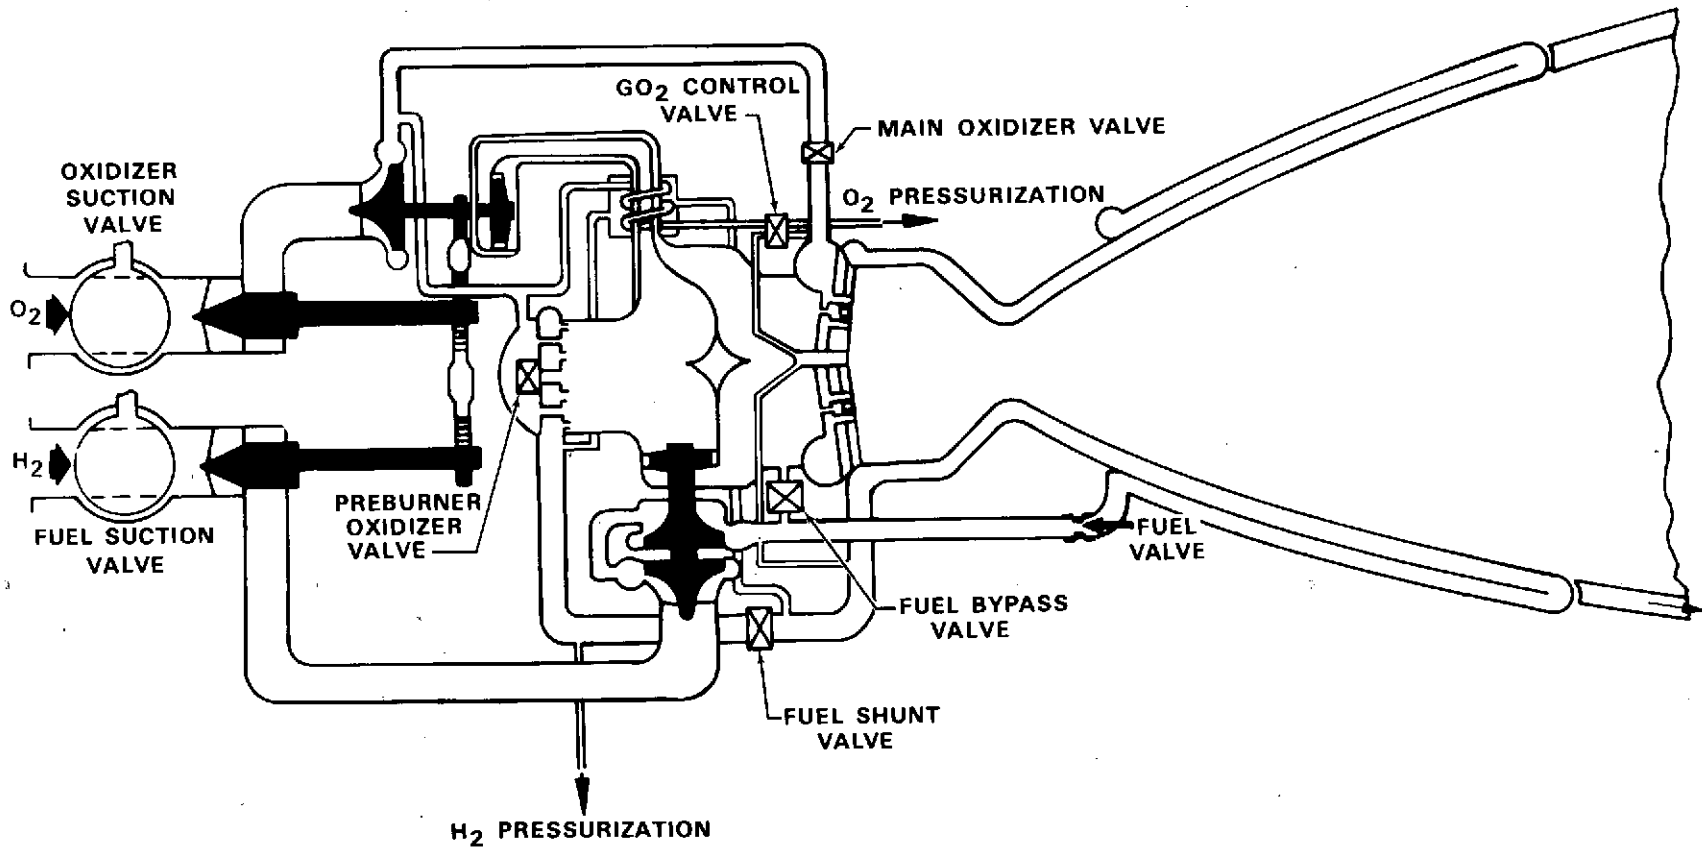 GO2 CONTROL
VALVE
MAIN OXIDIZER VALVE
OXIDIZER
SUCTION
VALVE
O2 PRESSURIZATION
O2
H2
PREBURNER
OXIDIZER
VALVE
FUEL SUCTION
VALVE
FUEL
VALVE
FUEL BYPASS
VALVE
FUEL SHUNT
VALVE
H2 PRESSURIZATION